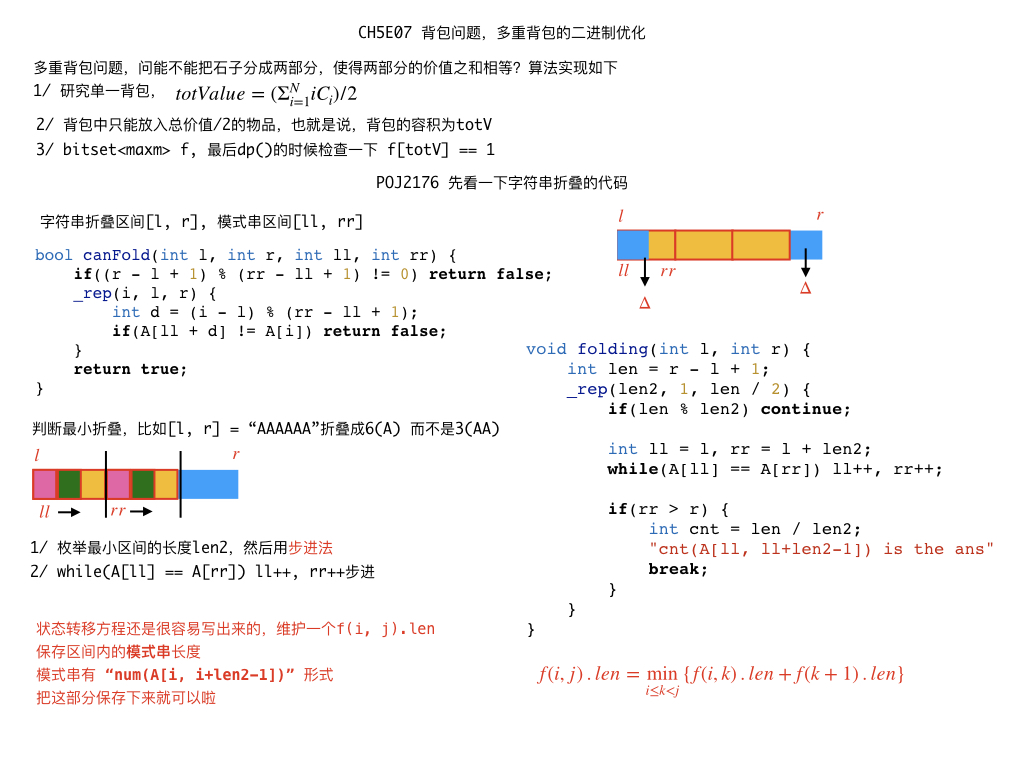 CH5E07 背包问题，多重背包的二进制优化
多重背包问题，问能不能把石子分成两部分，使得两部分的价值之和相等？算法实现如下
1/ 研究单一背包， totValue = (Σ_{i=1}^{N} iC_i)/2
2/ 背包中只能放入总价值/2的物品，也就是说，背包的容积为totV
3/ bitset<maxm> f, 最后dp()的时候检查一下 f[totV] == 1
POJ2176 先看一下字符串折叠的代码
字符串折叠区间[l, r], 模式串区间[ll, rr]
bool canFold(int l, int r, int ll, int rr) {
if((r - l + 1) % (rr - ll + 1) != 0) return false;
_rep(i, l, r) {
int d = (i - l) % (rr - ll + 1);
if(A[ll + d] != A[i]) return false;
}
return true;
}
l r
ll rr
Δ Δ
判断最小折叠，比如[l, r] = “AAAAAA”折叠成6(A) 而不是3(AA)
l r
ll rr
1/ 枚举最小区间的长度len2，然后用步进法
2/ while(A[ll] == A[rr]) ll++, rr++步进
void folding(int l, int r) {
int len = r - l + 1;
_rep(len2, 1, len / 2) {
if(len % len2) continue;
int ll = l, rr = l + len2;
while(A[ll] == A[rr]) ll++, rr++;
if(rr > r) {
int cnt = len / len2;
"cnt(A[ll, ll+len2-1]) is the ans"
break;
}
}
}
状态转移方程还是很容易写出来的，维护一个f(i, j).len
保存区间内的模式串长度
模式串有 “num(A[i, i+len2-1])” 形式
把这部分保存下来就可以啦
f(i, j) . len = min_{i≤k<j} {f(i, k) . len + f(k + 1) . len}